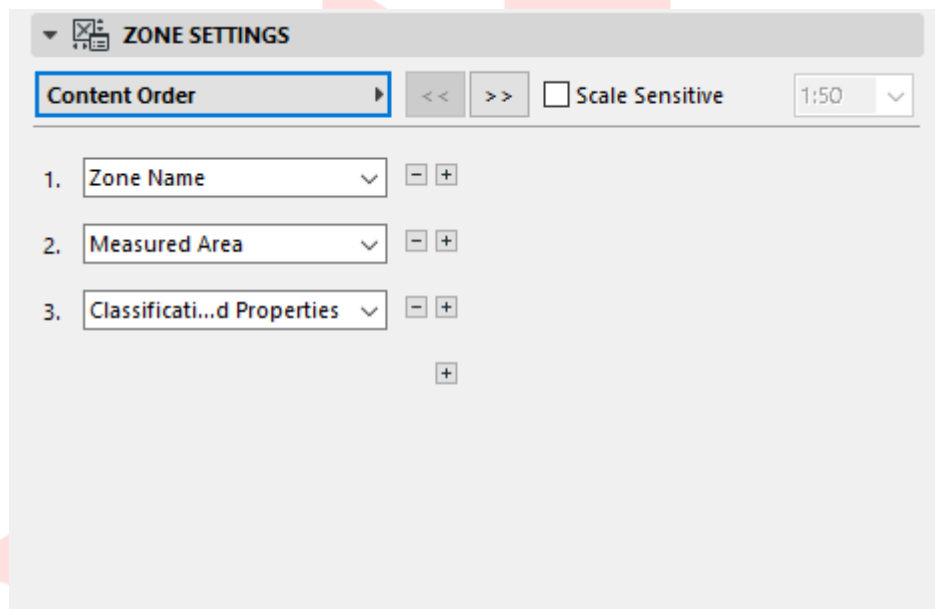 ZONE SETTINGS
Content Order << >> Scale Sensitive 1:50
1. Zone Name - +
2. Measured Area - +
3. Classificati...d Properties - +
+